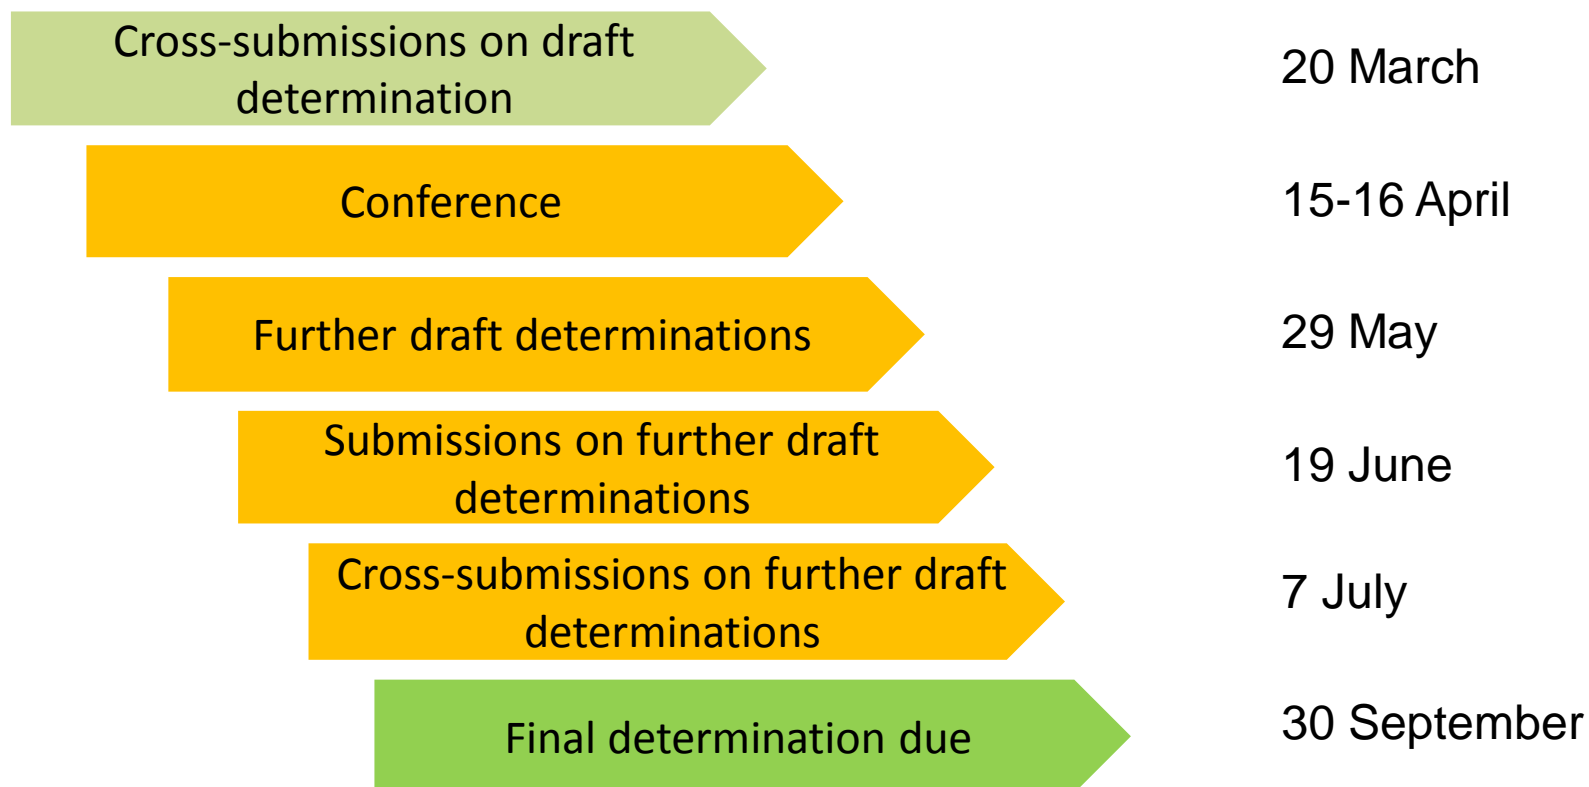 Cross-submissions on draft
determination
20 March
Conference
15-16 April
Further draft determinations
29 May
Submissions on further draft
determinations
19 June
Cross-submissions on further draft
determinations
7 July
Final determination due
30 September